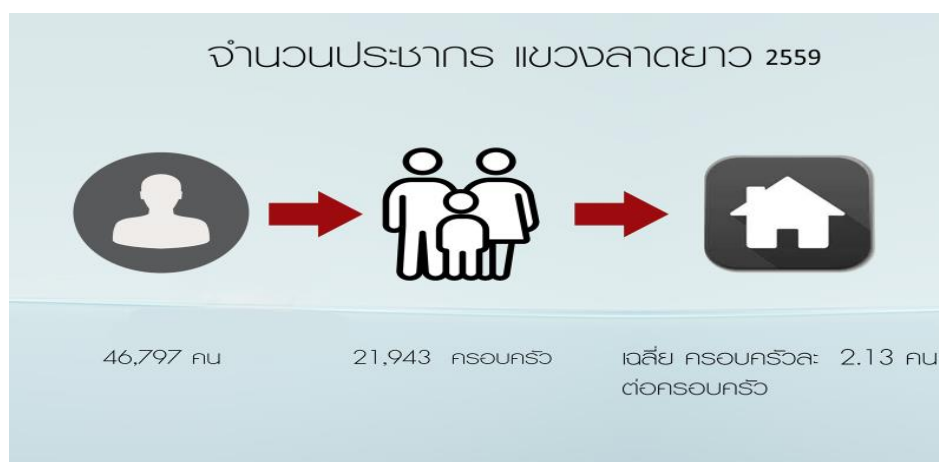 จำนวนประชากร แขวงลาดยาว 2559
46,797 คน
21,943 ครอบครัว
เฉลี่ย ครอบครัวละ 2.13 คน
ต่อครอบครัว